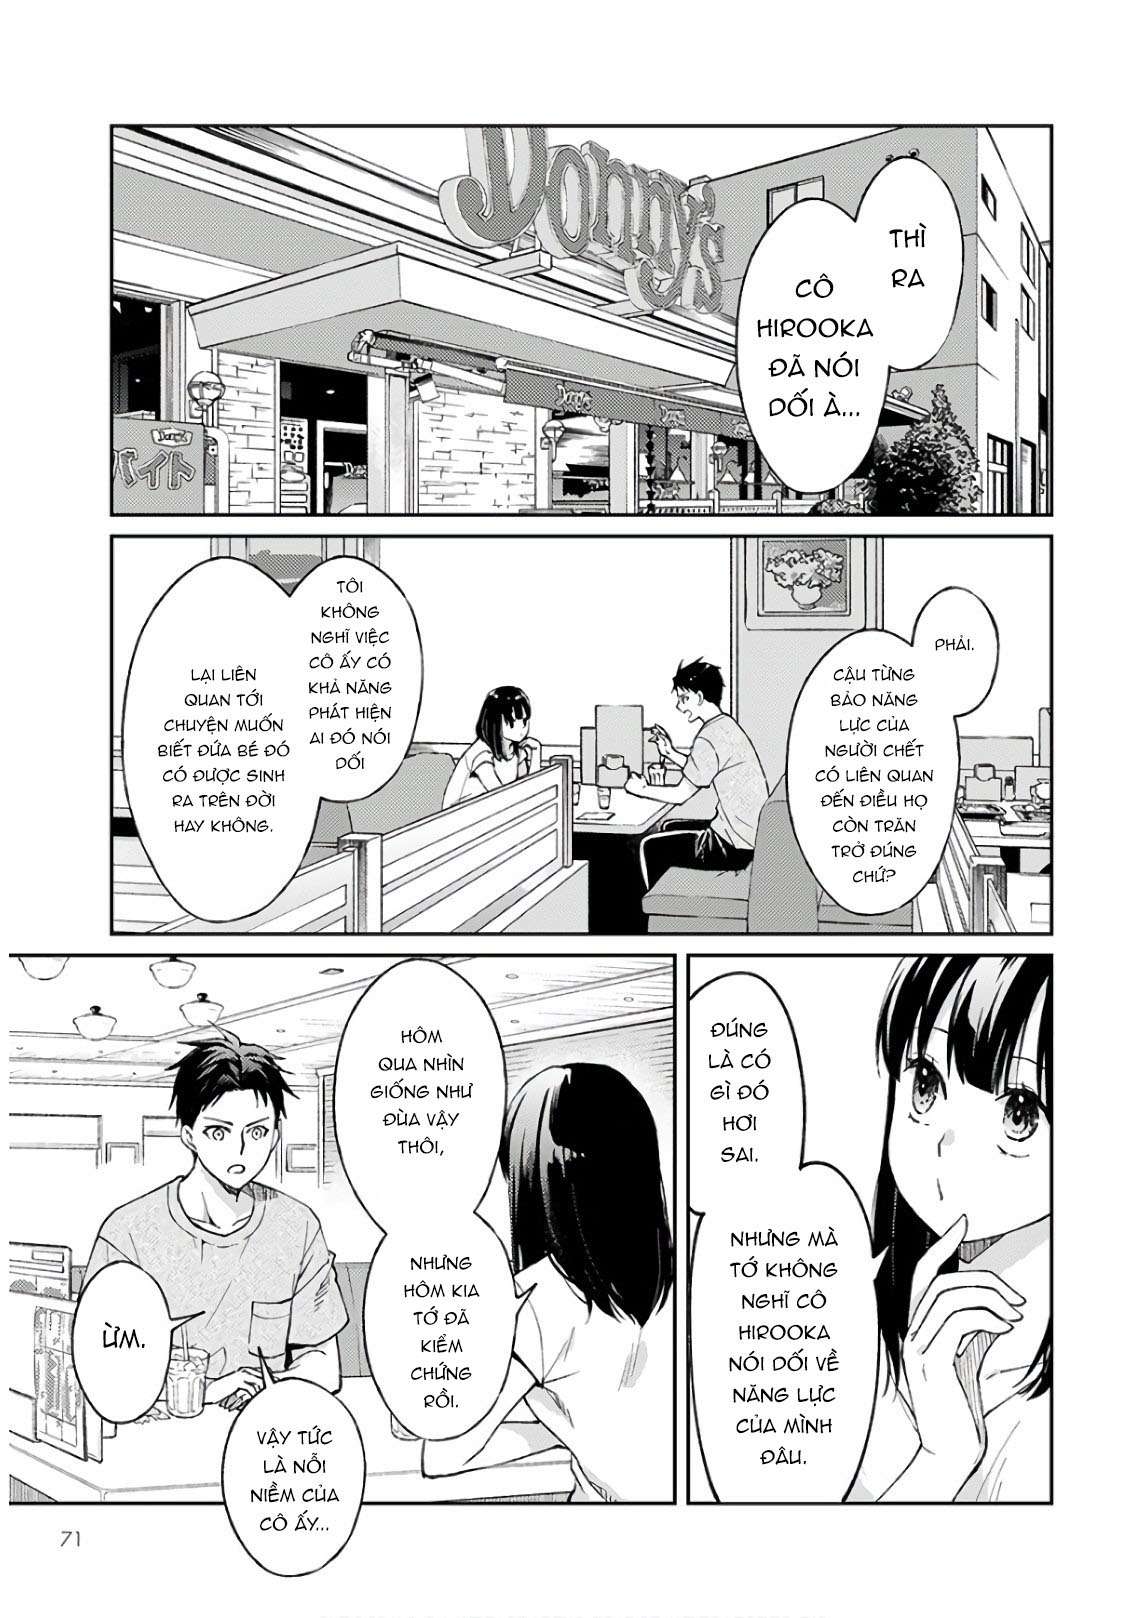 Donny's
THÌ
RA
CÔ
HIROOKA
ĐÃ NÓI
DỐI À...
Donny's
Donny's
バイト
PHẢI.
CẬU TỪNG
BẢO NĂNG
LỰC CỦA
NGƯỜI CHẾT
CÓ LIÊN QUAN
ĐẾN ĐIỀU HỌ
CÒN TRĂN
TRỞ ĐÚNG
CHỨ?
TÔI
KHÔNG
NGHĨ VIỆC
CÔ ẤY CÓ
KHẢ NĂNG
PHÁT HIỆN
AI ĐÓ NÓI
DỐI
LẠI LIÊN
QUAN TỚI
CHUYỆN MUỐN
BIẾT ĐỨA BÉ ĐÓ
CÓ ĐƯỢC SINH
RA TRÊN ĐỜI
HAY KHÔNG.
ĐÚNG
LÀ CÓ
GÌ ĐÓ
HƠI
SAI.
NHƯNG MÀ
TỚ KHÔNG
NGHĨ CÔ
HIROOKA
NÓI DỐI VỀ
NĂNG LỰC
CỦA MÌNH
ĐÂU.
HÔM
QUA NHÌN
GIỐNG NHƯ
ĐÙA VẬY
THÔI,
NHƯNG
HÔM KIA
TỚ ĐÃ
KIỂM
CHỨNG
RỒI.
ỪM.
VẬY TỨC
LÀ NỖI
NIỀM CỦA
CÔ ẤY...
71